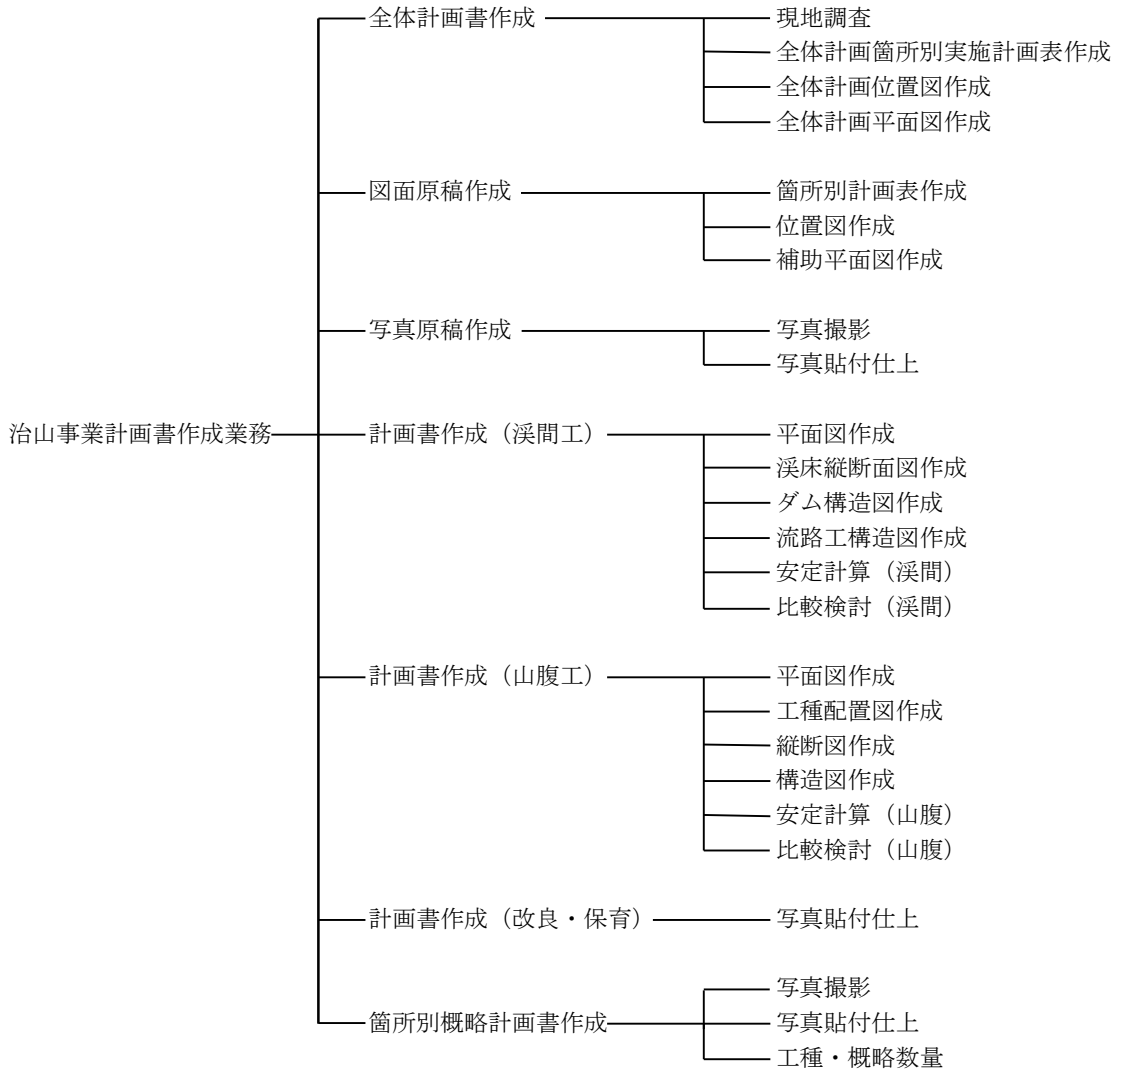 治山事業計画書作成業務
全体計画書作成
現地調査
全体計画箇所別実施計画表作成
全体計画位置図作成
全体計画平面図作成
図面原稿作成
箇所別計画表作成
位置図作成
補助平面図作成
写真原稿作成
写真撮影
写真貼付仕上
計画書作成（渓間工）
平面図作成
渓床縦断面図作成
ダム構造図作成
流路工構造図作成
安定計算（渓間）
比較検討（渓間）
計画書作成（山腹工）
平面図作成
工種配置図作成
縦断図作成
構造図作成
安定計算（山腹）
比較検討（山腹）
計画書作成（改良・保育）
写真貼付仕上
箇所別概略計画書作成
写真撮影
写真貼付仕上
工種・概略数量